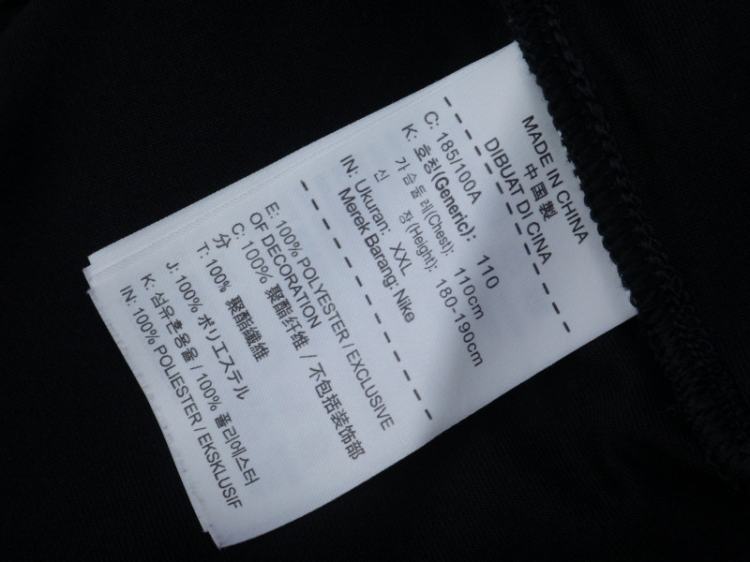 MADE IN CHINA
中国製
DIBUAT DI CINA
C: 185/100A
K: 호칭(Generic): 110
가슴둘레(Chest): 110cm
신 장(Height): 180-190cm
IN: Ukuran: XXL
Merek Barang: Nike
E: 100% POLYESTER / EXCLUSIVE
OF DECORATION
C: 100% 聚酯纤维 / 不包括装饰部
分
T: 100% 聚酯纖維
J: 100% ポリエステル
K: 섬유혼용율 / 100% 폴리에스터
IN: 100% POLIESTER / EKSKLUSIF